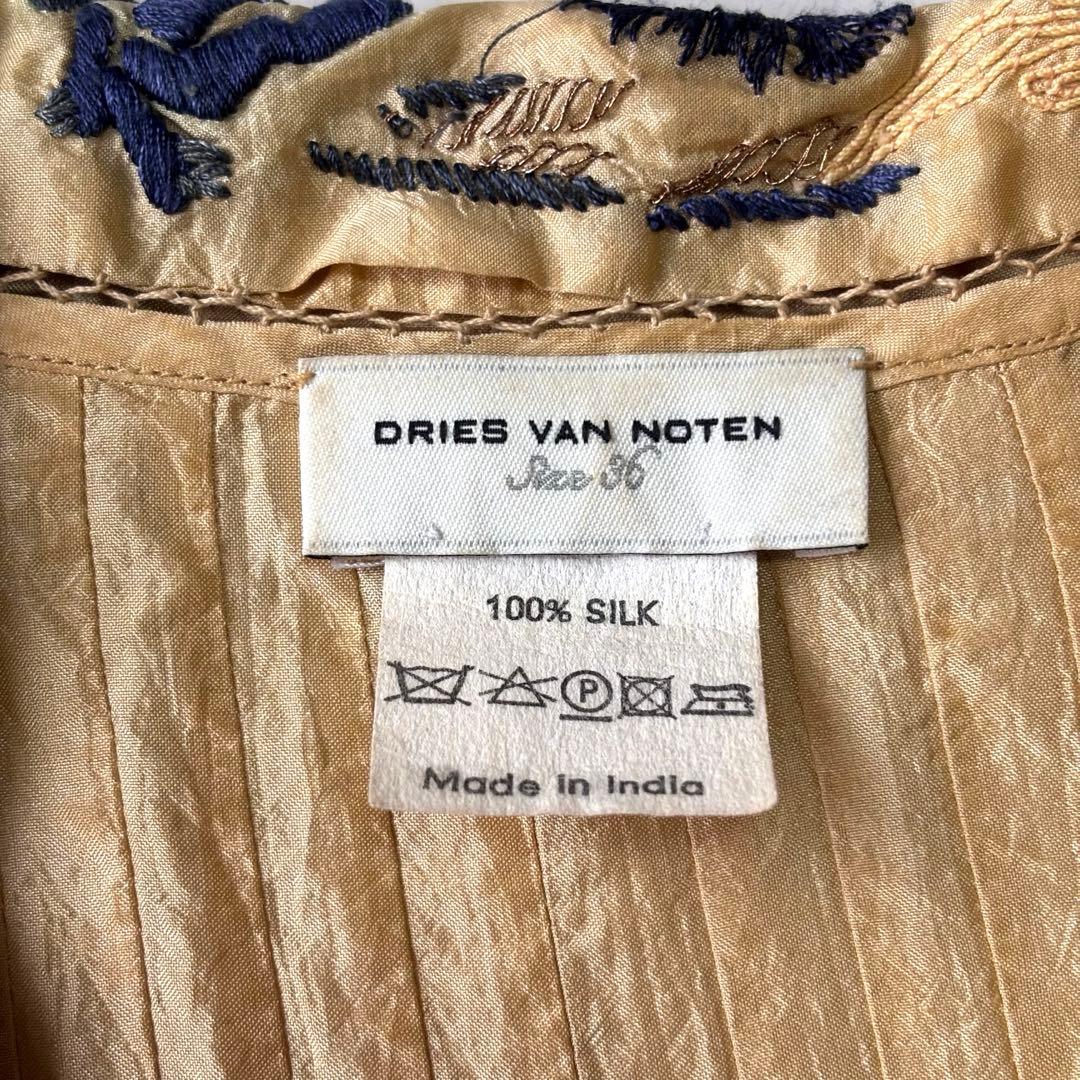 DRIES VAN NOTEN
Size 36
100% SILK
P
Made in India